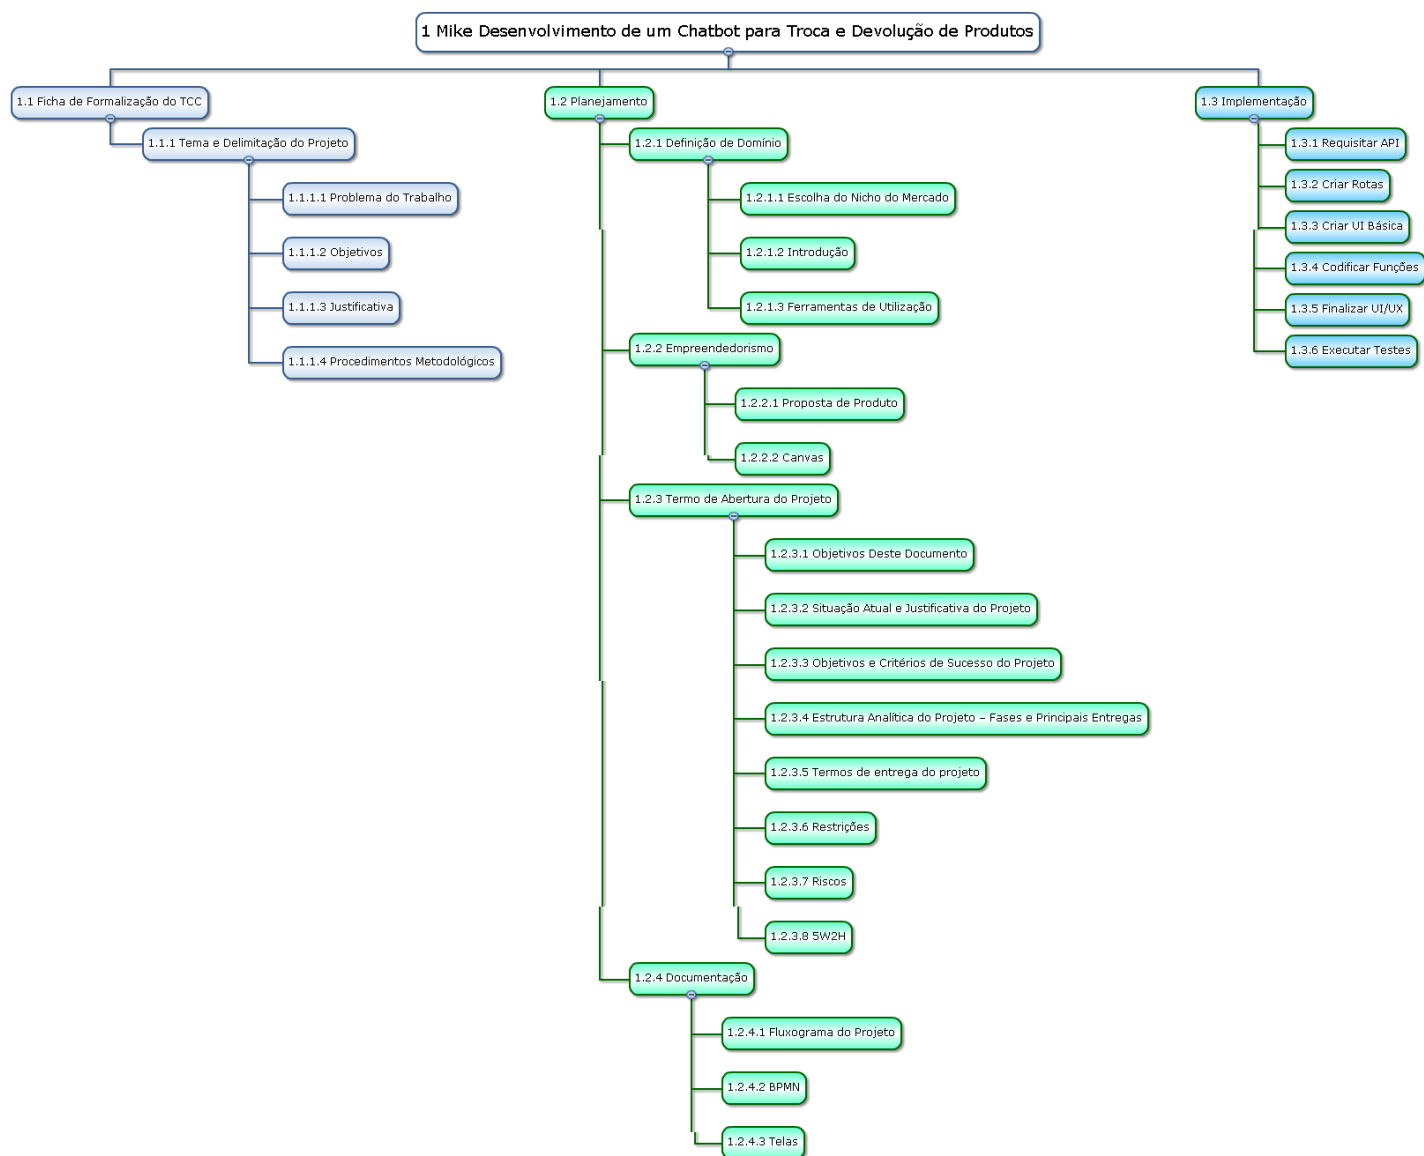 1 Mike Desenvolvimento de um Chatbot para Troca e Devolução de Produtos
1.1 Ficha de Formalização do TCC
1.1.1 Tema e Delimitação do Projeto
1.1.1.1 Problema do Trabalho
1.1.1.2 Objetivos
1.1.1.3 Justificativa
1.1.1.4 Procedimentos Metodológicos
1.2 Planejamento
1.2.1 Definição de Domínio
1.2.1.1 Escolha do Nicho do Mercado
1.2.1.2 Introdução
1.2.1.3 Ferramentas de Utilização
1.2.2 Empreendedorismo
1.2.2.1 Proposta de Produto
1.2.2.2 Canvas
1.2.3 Termo de Abertura do Projeto
1.2.3.1 Objetivos Deste Documento
1.2.3.2 Situação Atual e Justificativa do Projeto
1.2.3.3 Objetivos e Critérios de Sucesso do Projeto
1.2.3.4 Estrutura Analítica do Projeto – Fases e Principais Entregas
1.2.3.5 Termos de entrega do projeto
1.2.3.6 Restrições
1.2.3.7 Riscos
1.2.3.8 5W2H
1.2.4 Documentação
1.2.4.1 Fluxograma do Projeto
1.2.4.2 BPMN
1.2.4.3 Telas
1.3 Implementação
1.3.1 Requisitar API
1.3.2 Criar Rotas
1.3.3 Criar UI Básica
1.3.4 Codificar Funções
1.3.5 Finalizar UI/UX
1.3.6 Executar Testes